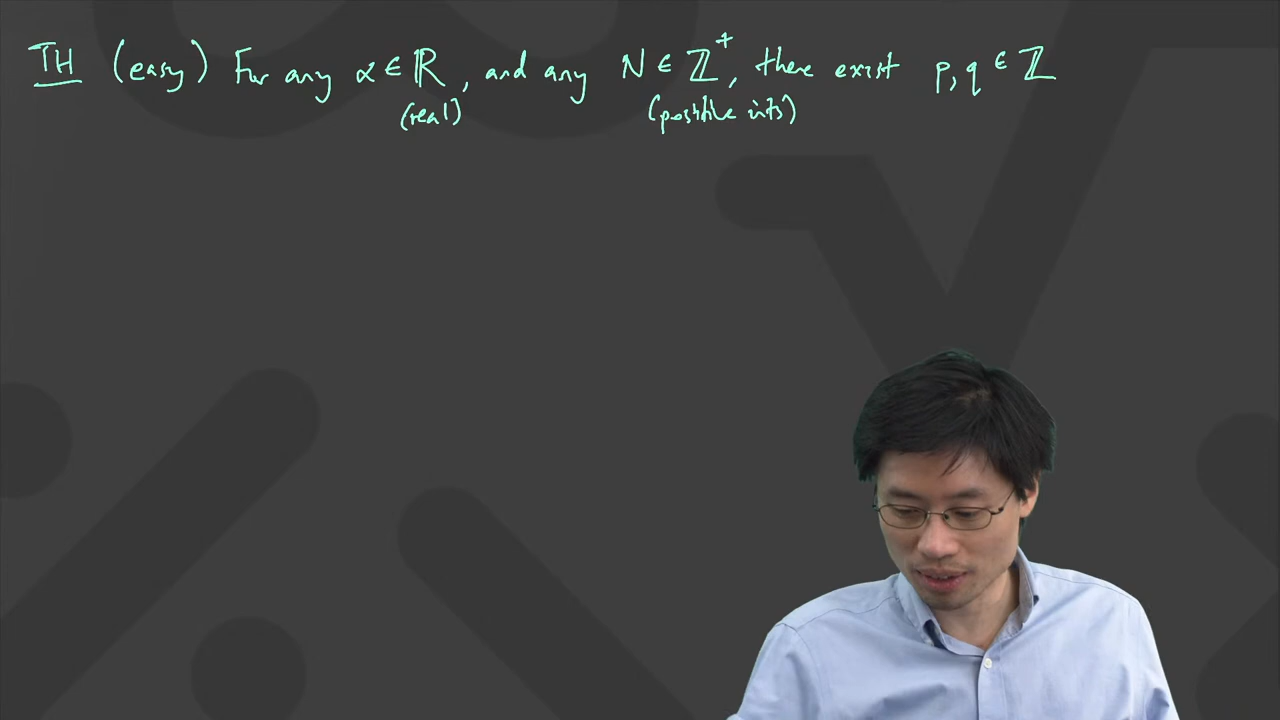 TH (easy) For any α ∈ ℝ, and any N ∈ ℤ⁺, there exist p, q ∈ ℤ
(real) (positive ints)